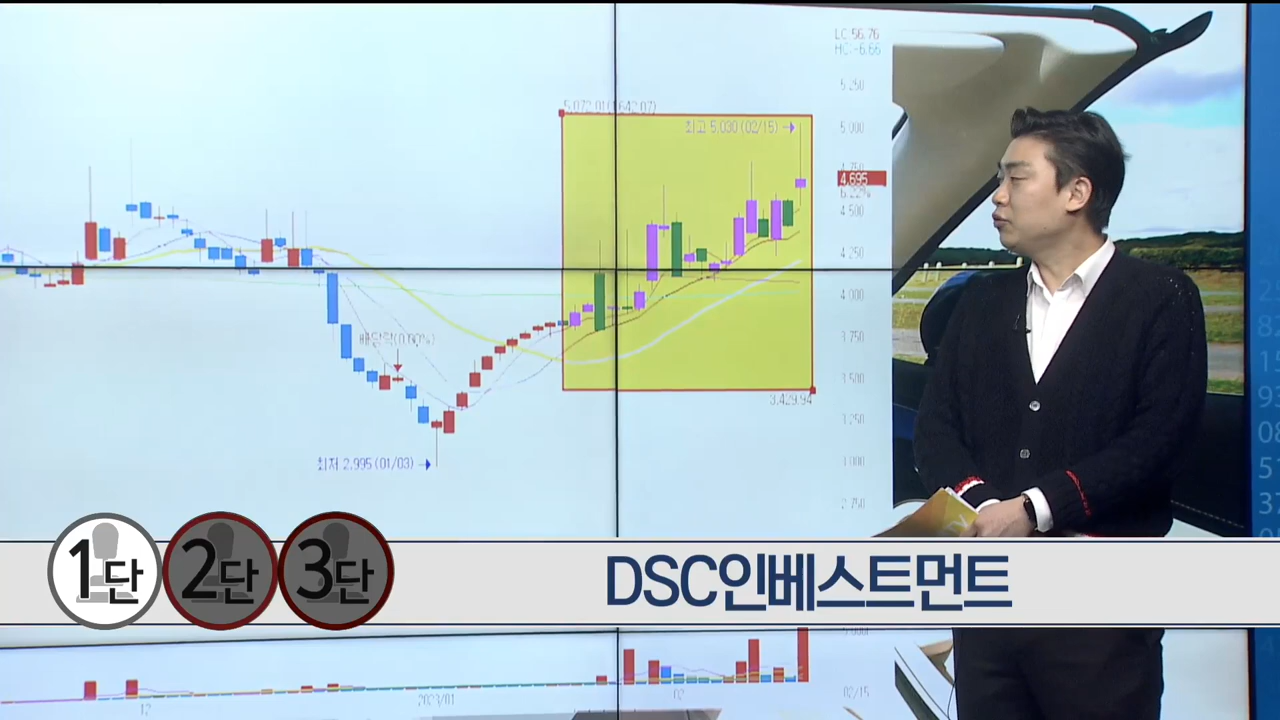 LC 56.76
HC -6.66
5,250
5,072.01(1,642.07)
최고 5,030 (02/15)
5,000
4,750
4,695
6.22%
4,500
4,250
4,000
배당락(0.00%)
3,750
3,500
3,429.94
3,250
최저 2,995 (01/03)
3,000
2,750
1단 2단 3단
DSC인베스트먼트
12
2023/01
02
02/15